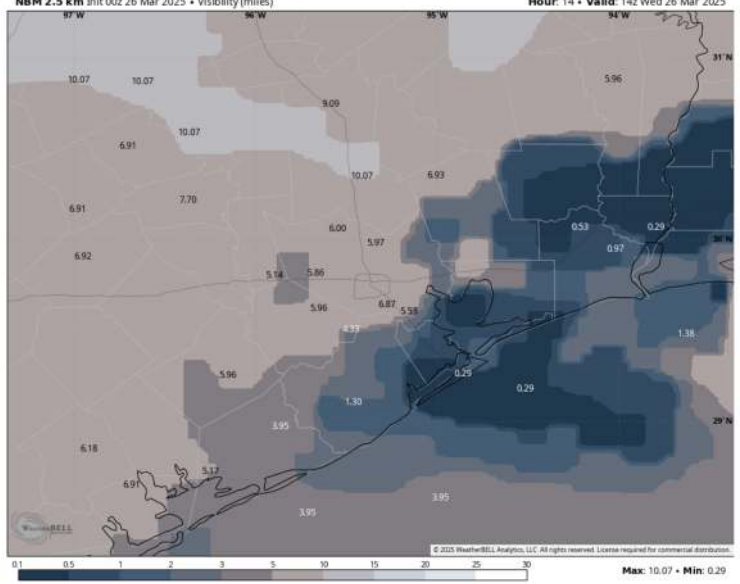 NBM 2.5 km Init 00z 26 Mar 2025 • Visibility (miles)
Hour: 14 • Valid: 14z Wed 26 Mar 2025
97°W 96°W 95°W 94°W
31°N
10.07 10.07 5.96
9.09
10.07
6.91
10.07 6.93
7.70
6.91
6.00 0.53 0.29
5.97 30°N
0.97
6.92
5.14 5.86
5.96 6.87 5.53
4.33 1.38
5.96 0.29
0.29
1.30
3.95 29°N
6.18
5.17
6.91
3.95
3.95
WeatherBELL
© 2025 WeatherBELL Analytics, LLC All rights reserved. License required for commercial distribution.
0.1 0.5 1 2 3 5 10 15 20 25 30
Max: 10.07 • Min: 0.29